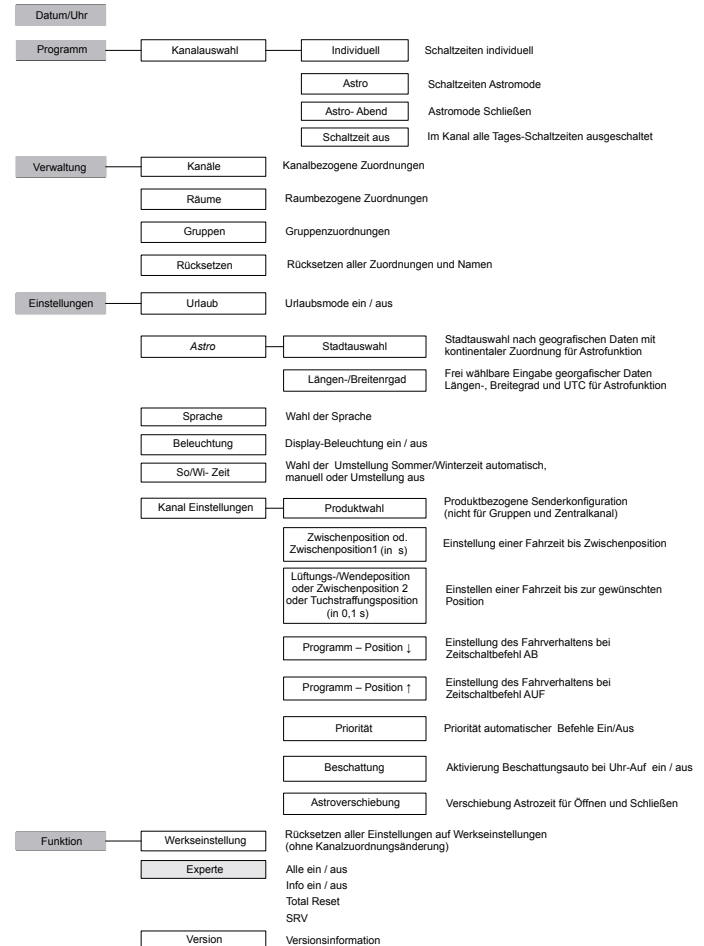 Datum/Uhr
Programm
Kanalauswahl
Individuell
Schaltzeiten individuell
Astro
Schaltzeiten Astromode
Astro- Abend
Astromode Schließen
Schaltzeit aus
Im Kanal alle Tages-Schaltzeiten ausgeschaltet
Verwaltung
Kanäle
Kanalbezogene Zuordnungen
Räume
Raumbezogene Zuordnungen
Gruppen
Gruppenzuordnungen
Rücksetzen
Rücksetzen aller Zuordnungen und Namen
Einstellungen
Urlaub
Urlaubsmode ein / aus
Astro
Stadtauswahl
Stadtauswahl nach geografischen Daten mit
kontinentaler Zuordnung für Astrofunktion
Längen-/Breitenrgad
Frei wählbare Eingabe georgafischer Daten
Längen-, Breitegrad und UTC für Astrofunktion
Sprache
Wahl der Sprache
Beleuchtung
Display-Beleuchtung ein / aus
So/Wi- Zeit
Wahl der Umstellung Sommer/Winterzeit automatisch,
manuell oder Umstellung aus
Kanal Einstellungen
Produktwahl
Produktbezogene Senderkonfiguration
(nicht für Gruppen und Zentralkanal)
Zwischenposition od.
Zwischenposition1 (in s)
Einstellung einer Fahrzeit bis Zwischenposition
Lüftungs-/Wendeposition
oder Zwischenposition 2
oder Tuchstraffungsposition
(in 0,1 s)
Einstellen einer Fahrzeit bis zur gewünschten
Position
Programm – Position ↓
Einstellung des Fahrverhaltens bei
Zeitschaltbefehl AB
Programm – Position ↑
Einstellung des Fahrverhaltens bei
Zeitschaltbefehl AUF
Priorität
Priorität automatischer Befehle Ein/Aus
Beschattung
Aktivierung Beschattungsauto bei Uhr-Auf ein / aus
Astroverschiebung
Verschiebung Astrozeit für Öffnen und Schließen
Funktion
Werkseinstellung
Rücksetzen aller Einstellungen auf Werkseinstellungen
(ohne Kanalzuordnungsänderung)
Experte
Alle ein / aus
Info ein / aus
Total Reset
SRV
Version
Versionsinformation